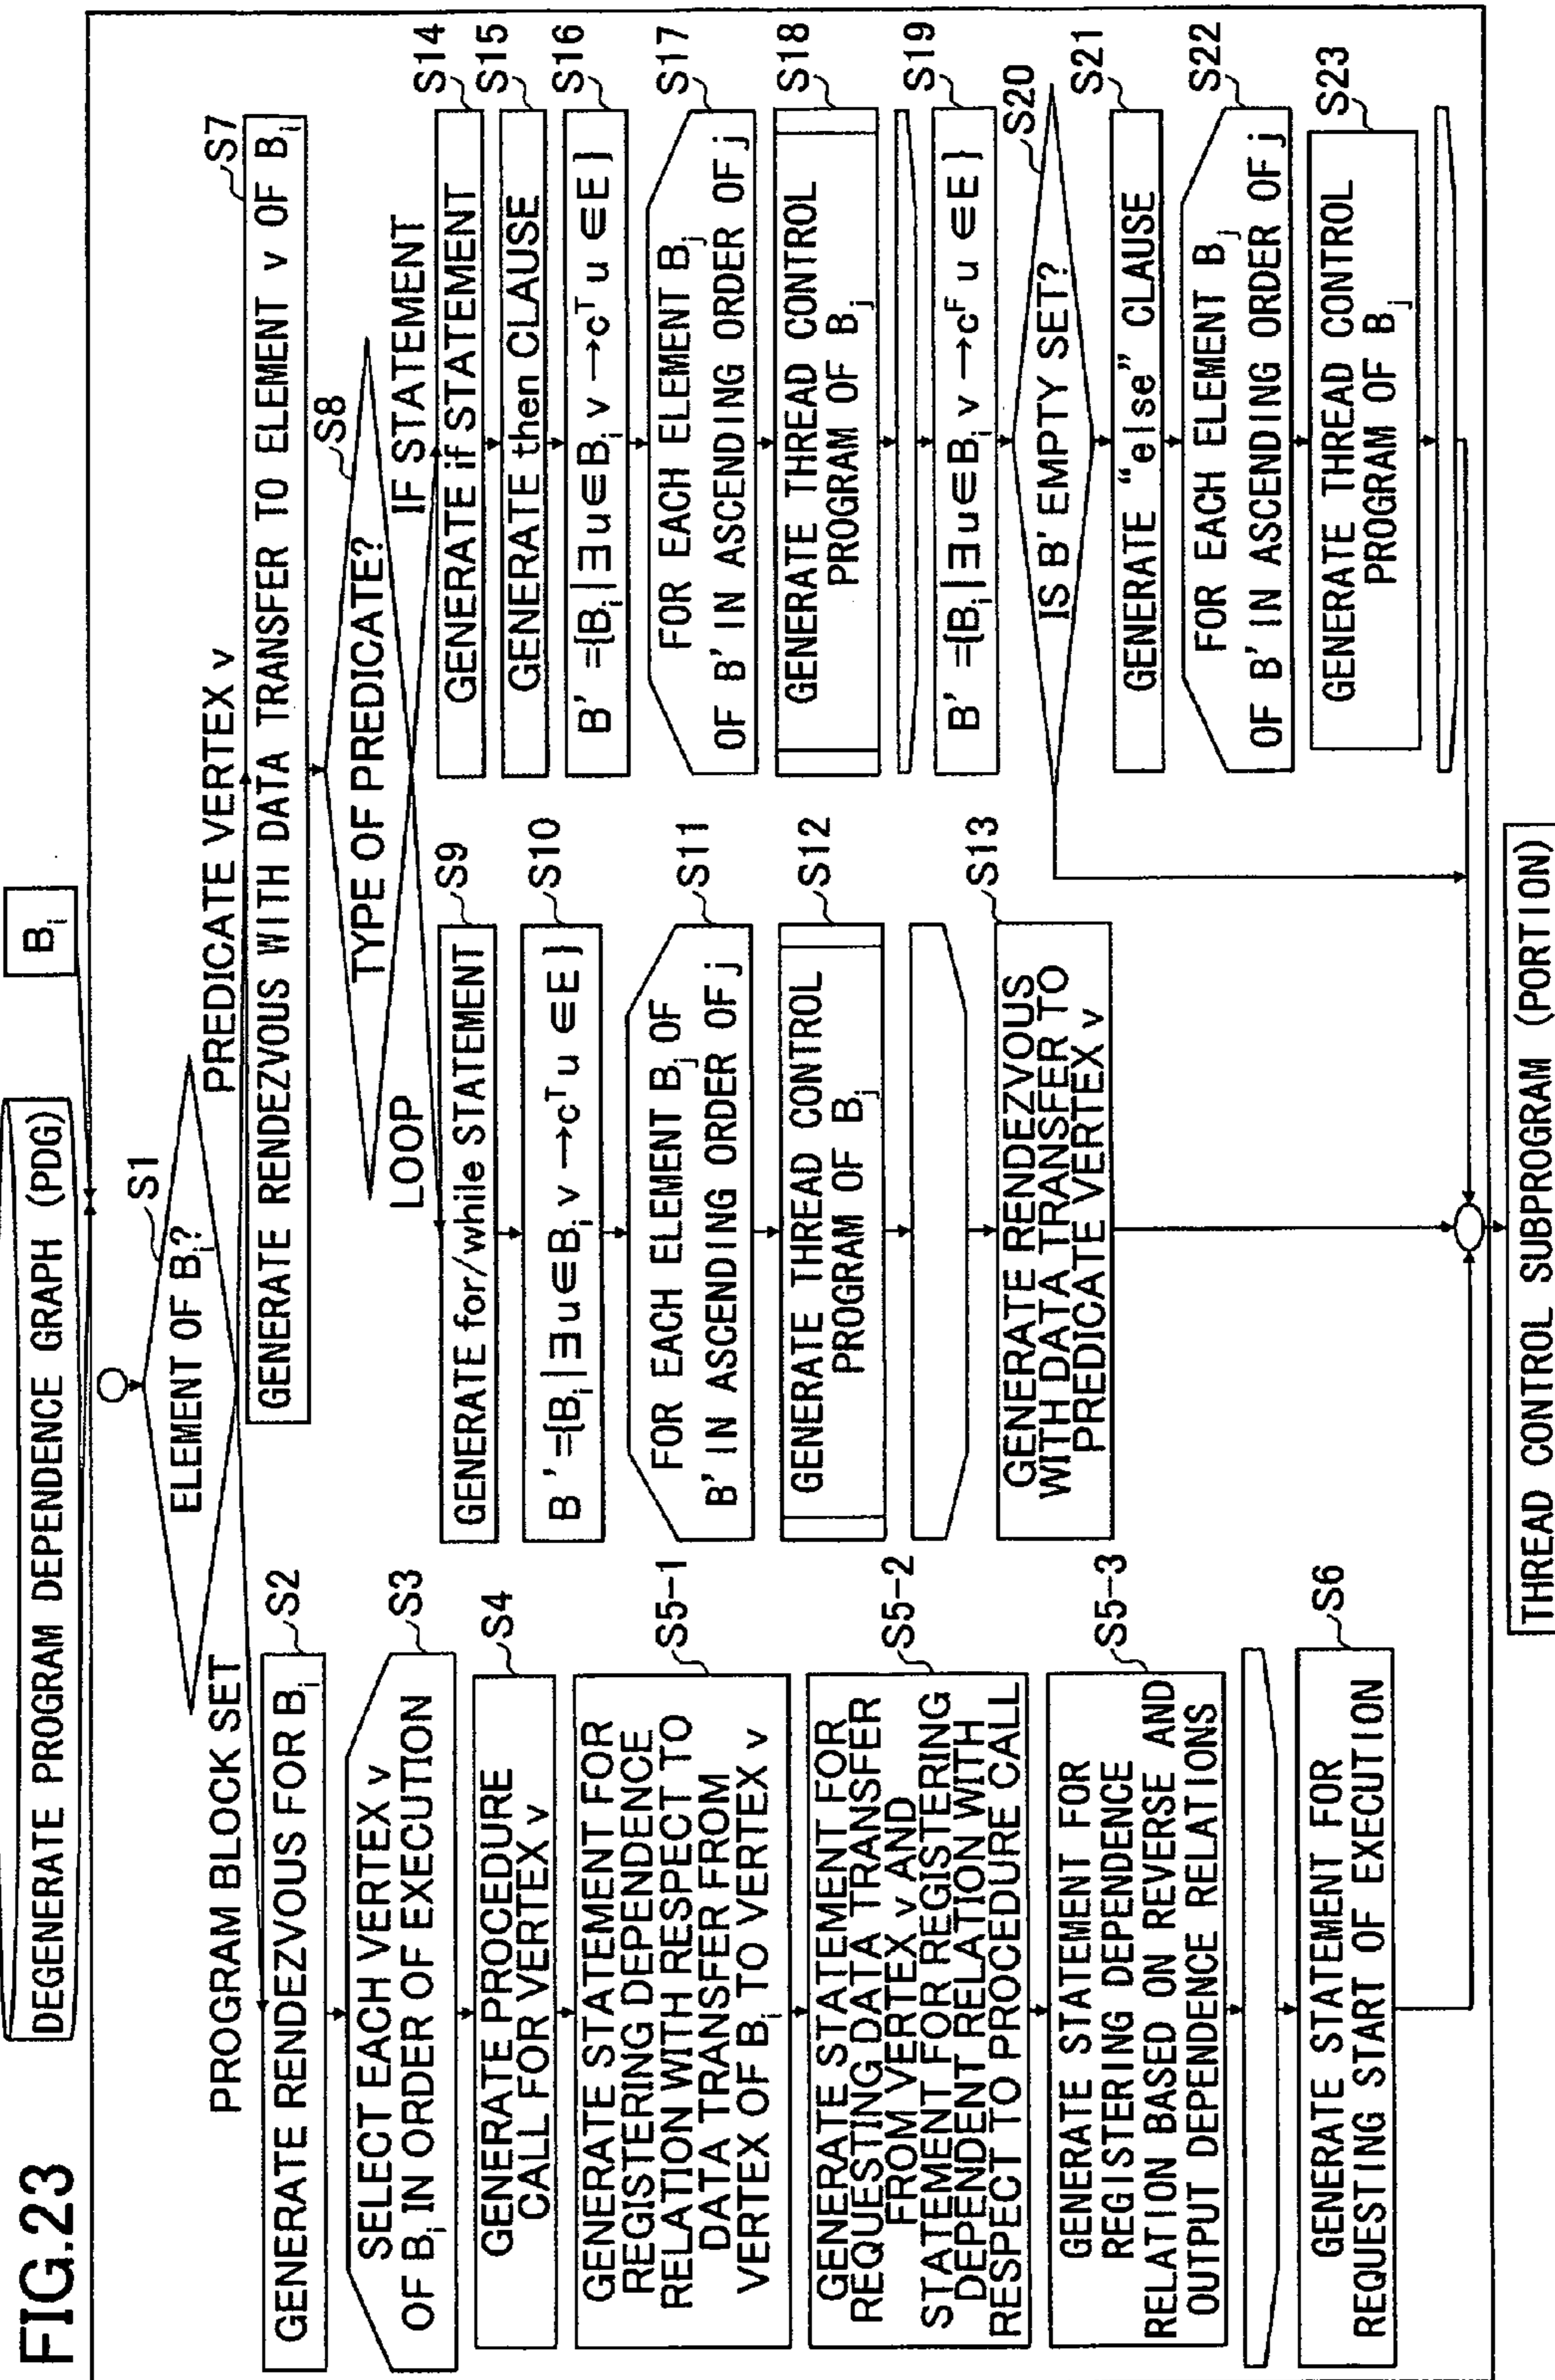 FIG.23
DEGENERATE PROGRAM DEPENDENCE GRAPH (PDG)
Bi
S1
ELEMENT OF Bi?
PROGRAM BLOCK SET
PREDICATE VERTEX v
S2
GENERATE RENDEZVOUS FOR Bi
S3
SELECT EACH VERTEX v
OF Bi IN ORDER OF EXECUTION
S4
GENERATE PROCEDURE
CALL FOR VERTEX v
S5-1
GENERATE STATEMENT FOR
REGISTERING DEPENDENCE
RELATION WITH RESPECT TO
DATA TRANSFER FROM
VERTEX OF Bi TO VERTEX v
S5-2
GENERATE STATEMENT FOR
REQUESTING DATA TRANSFER
FROM VERTEX v AND
STATEMENT FOR REGISTERING
DEPENDENT RELATION WITH
RESPECT TO PROCEDURE CALL
S5-3
GENERATE STATEMENT FOR
REGISTERING DEPENDENCE
RELATION BASED ON REVERSE AND
OUTPUT DEPENDENCE RELATIONS
S6
GENERATE STATEMENT FOR
REQUESTING START OF EXECUTION
S7
GENERATE RENDEZVOUS WITH DATA TRANSFER TO ELEMENT v OF Bi
S8
TYPE OF PREDICATE?
LOOP
IF STATEMENT
S9
GENERATE for/while STATEMENT
S10
B' ={Bi|∃u∈Bi v→cT u ∈E }
S11
FOR EACH ELEMENT Bj OF
B' IN ASCENDING ORDER OF j
S12
GENERATE THREAD CONTROL
PROGRAM OF Bj
S13
GENERATE RENDEZVOUS
WITH DATA TRANSFER TO
PREDICATE VERTEX v
S14
GENERATE if STATEMENT
S15
GENERATE then CLAUSE
S16
B' ={Bi|∃u∈Bi v→cT u ∈E }
S17
FOR EACH ELEMENT Bj
OF B' IN ASCENDING ORDER OF j
S18
GENERATE THREAD CONTROL
PROGRAM OF Bj
S19
B' ={Bi|∃u∈Bi v→cF u ∈E }
S20
IS B' EMPTY SET?
S21
GENERATE "else" CLAUSE
S22
FOR EACH ELEMENT Bj
OF B' IN ASCENDING ORDER OF j
S23
GENERATE THREAD CONTROL
PROGRAM OF Bj
THREAD CONTROL SUBPROGRAM (PORTION)